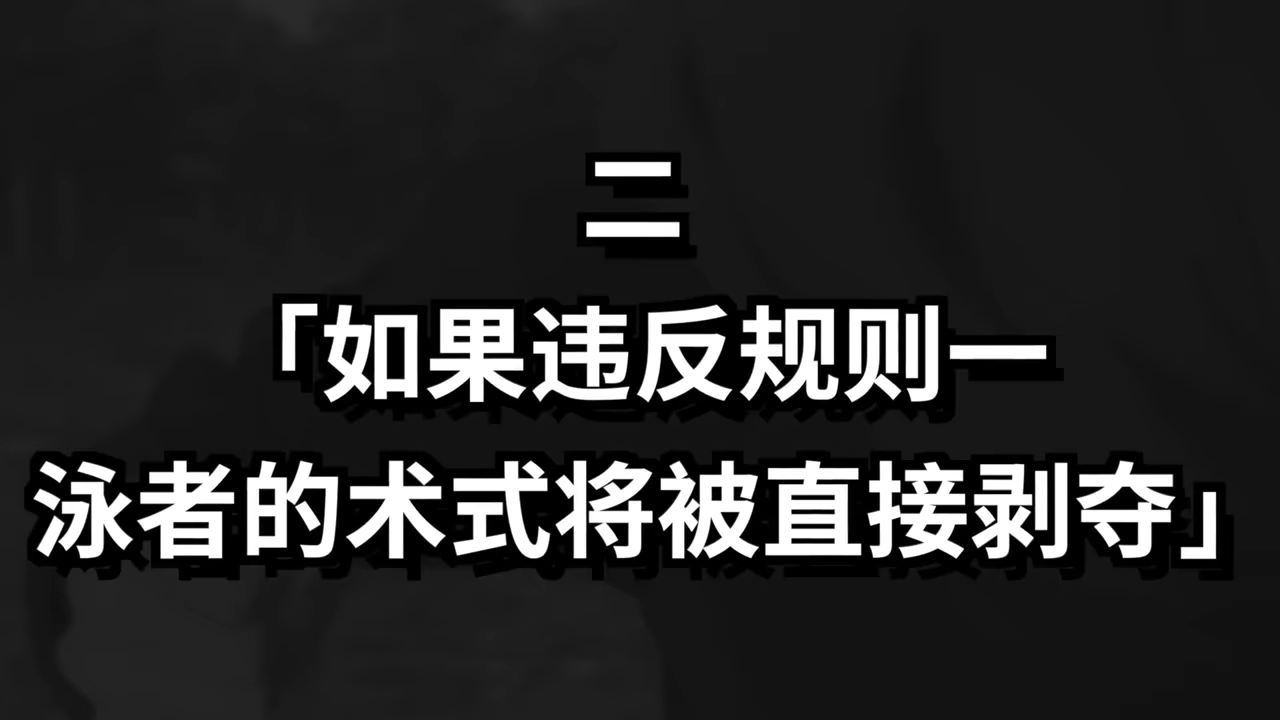 二
「如果违反规则一
泳者的术式将被直接剥夺」